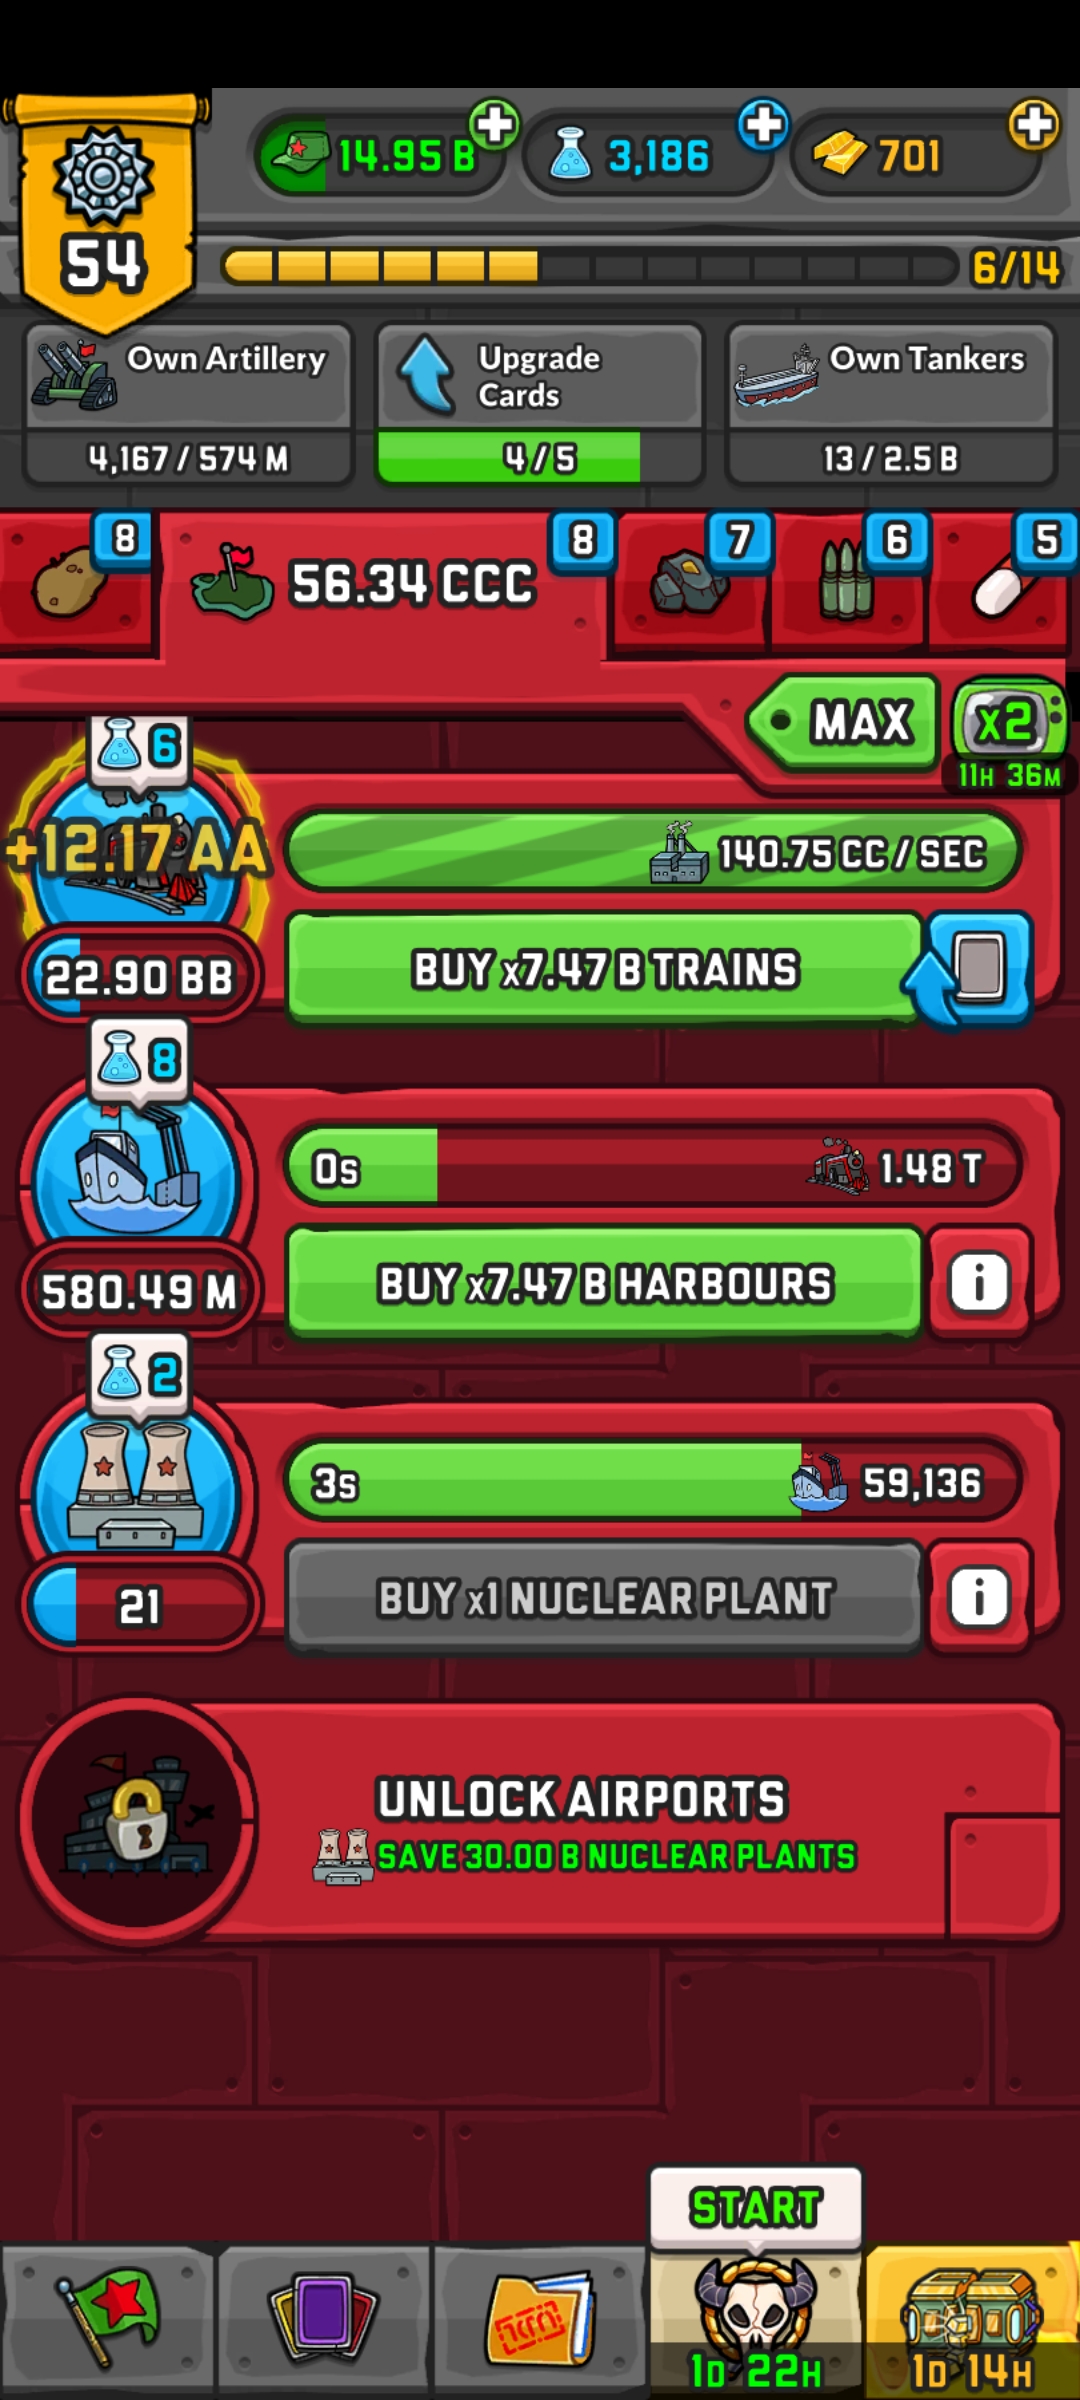 54
14.95 B
3,186
701
6/14
Own Artillery
4,167 / 574 M
Upgrade
Cards
4 / 5
Own Tankers
13 / 2.5 B
8
56.34 CCC
8
7
6
5
MAX
x2
11H 36M
6
+12.17 AA
140.75 CC / SEC
22.90 BB
BUY x7.47 B TRAINS
8
0s
1.48 T
580.49 M
BUY x7.47 B HARBOURS
i
2
3s
59,136
21
BUY x1 NUCLEAR PLANT
i
UNLOCK AIRPORTS
SAVE 30.00 B NUCLEAR PLANTS
START
1D 22H
1D 14H